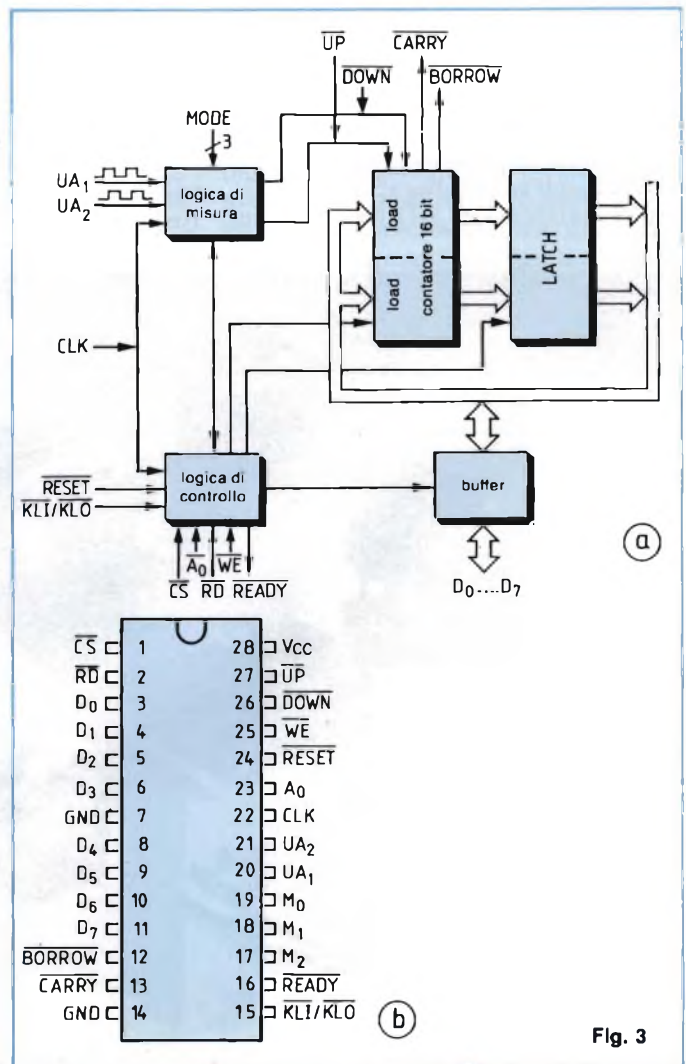 UP CARRY
DOWN BORROW
MODE
3
UA1
UA2
logica di
misura
load
load
contatore 16 bit
LATCH
CLK
RESET
KLI/KLO
logica di
controllo
buffer
CS A0 RD WE READY
D0....D7
a
CS 1 28 Vcc
RD 2 27 UP
D0 3 26 DOWN
D1 4 25 WE
D2 5 24 RESET
D3 6 23 A0
GND 7 22 CLK
D4 8 21 UA2
D5 9 20 UA1
D6 10 19 M0
D7 11 18 M1
BORROW 12 17 M2
CARRY 13 16 READY
GND 14 15 KLI/KLO
b
Fig. 3